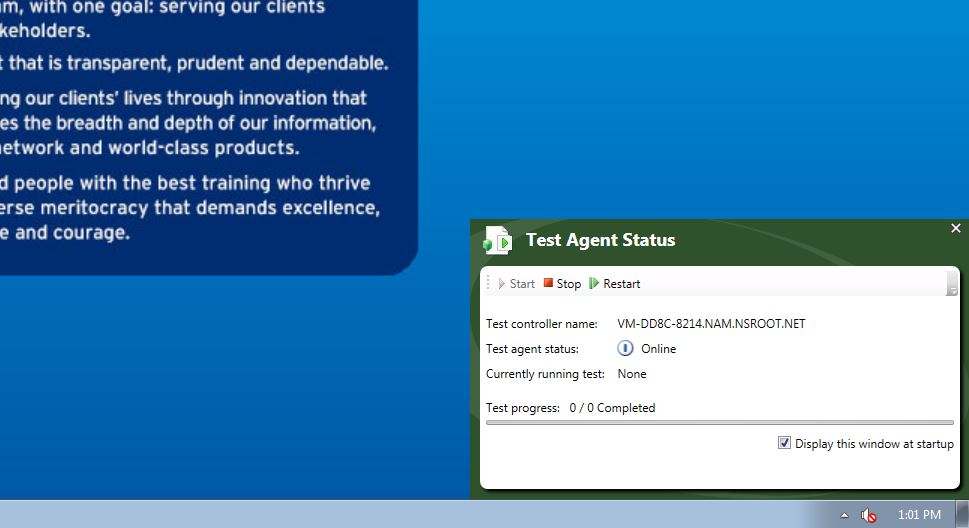 with one goal: serving our clients
keholders.
that is transparent, prudent and dependable.
our clients' lives through innovation that
the breadth and depth of our information,
network and world-class products.
people with the best training who thrive
meritocracy that demands excellence,
and courage.
Test Agent Status
Start Stop Restart
Test controller name: VM-DD8C-8214.NAM.NSROOT.NET
Test agent status: Online
Currently running test: None
Test progress: 0 / 0 Completed
Display this window at startup
1:01 PM